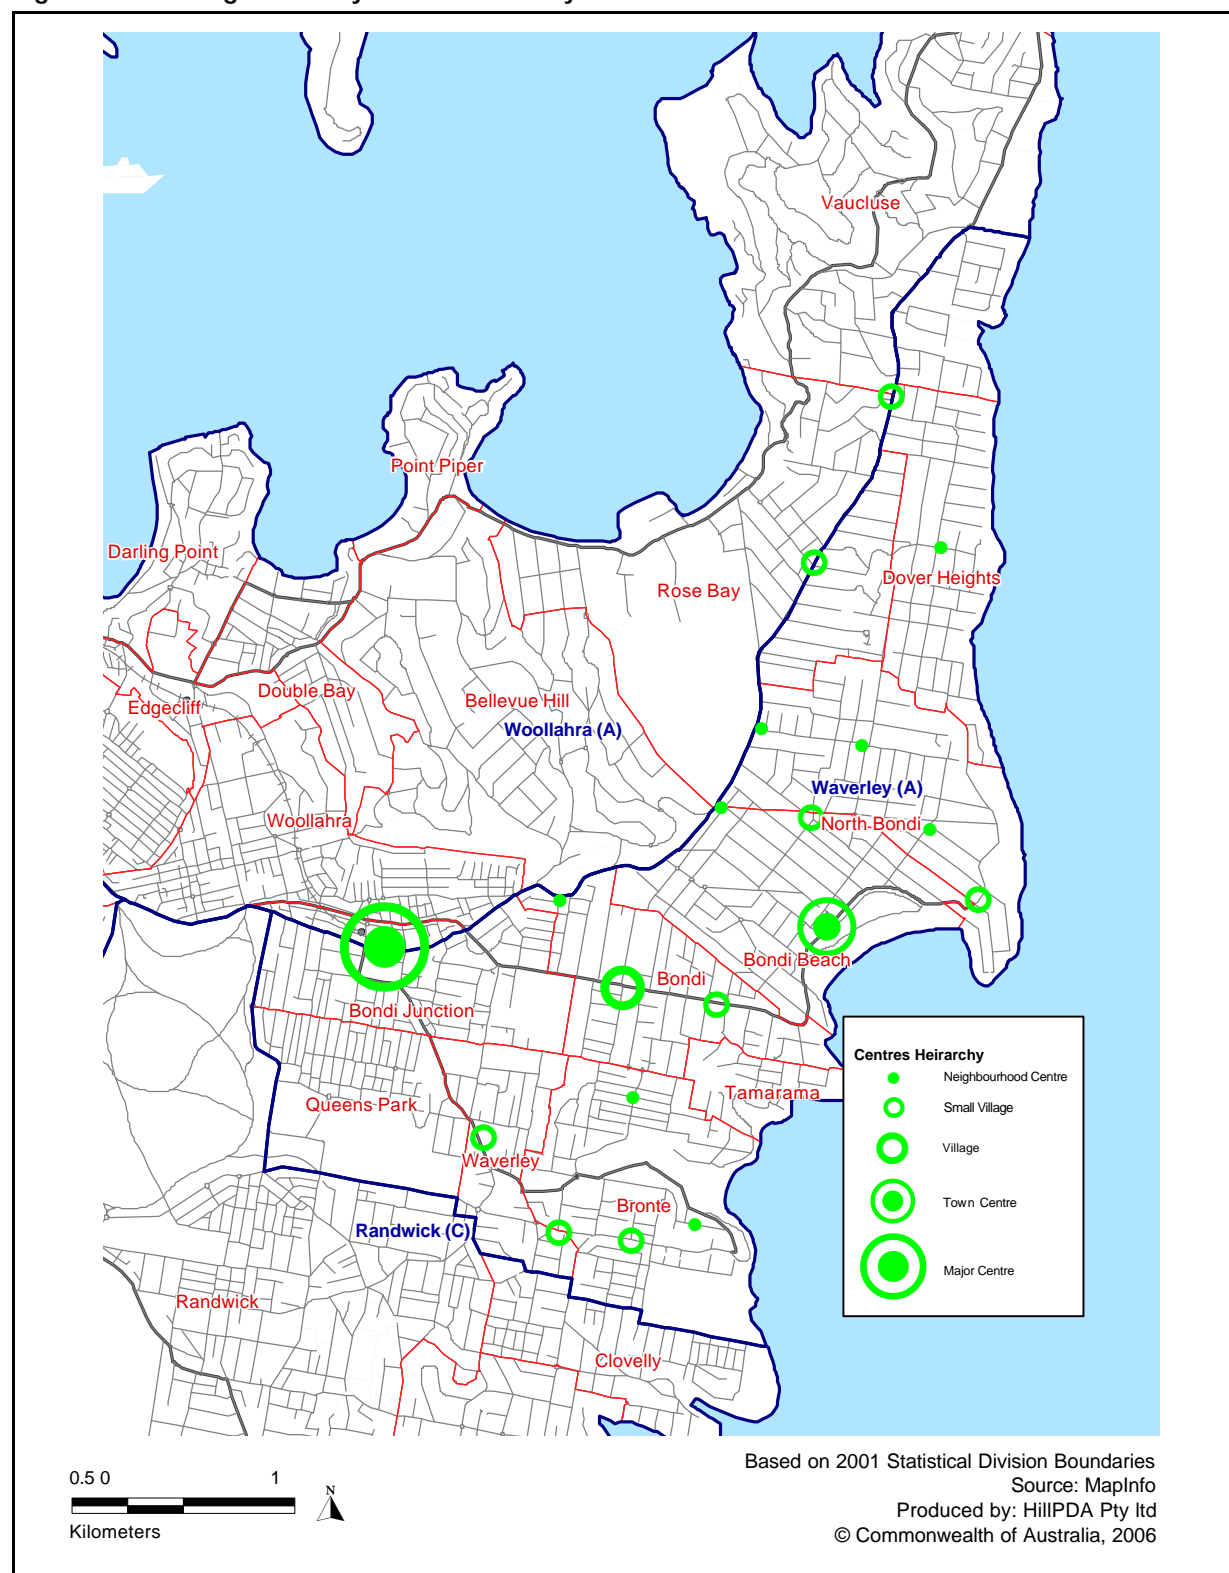 Vaucluse
Point Piper
Darling Point
Dover Heights
Rose Bay
Double Bay
Bellevue Hill
Edgecliff
Woollahra (A)
Waverley (A)
Woollahra
North Bondi
Bondi Beach
Bondi
Bondi Junction
Centres Heirarchy
Neighbourhood Centre
Small Village
Village
Town Centre
Major Centre
Tamarama
Queens Park
Waverley
Bronte
Randwick (C)
Randwick
Clovelly
0.5 0 1
Kilometers
N
Based on 2001 Statistical Division Boundaries
Source: MapInfo
Produced by: HillPDA Pty ltd
© Commonwealth of Australia, 2006